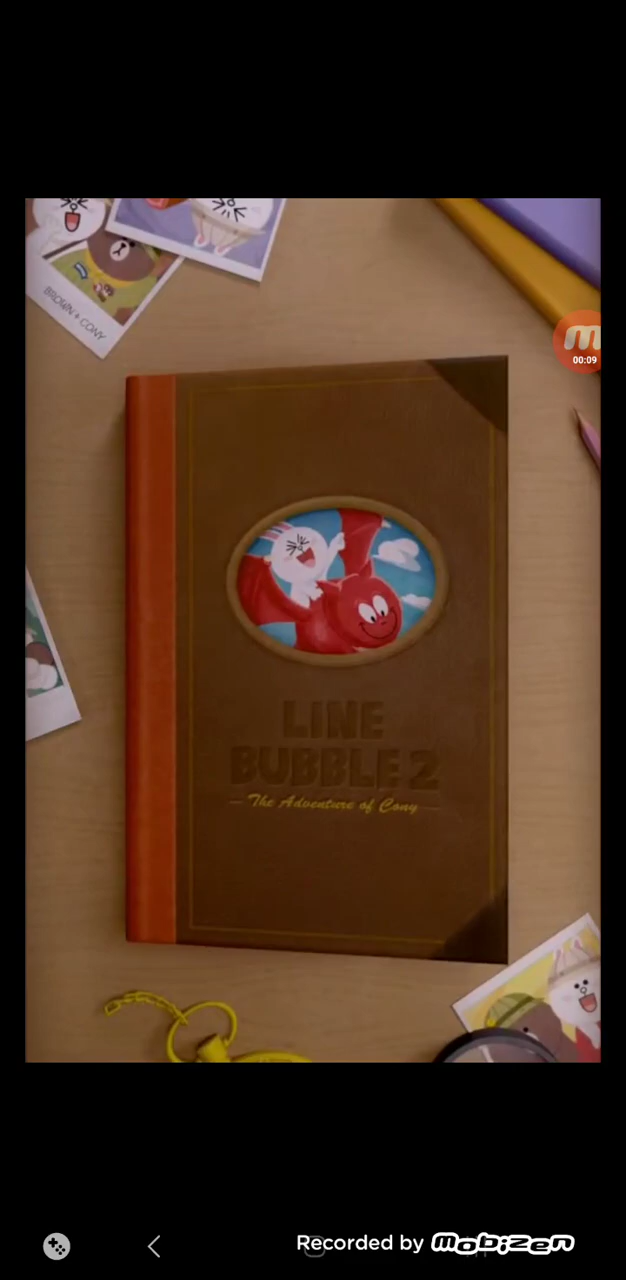 BROWN + CONY
00:09
LINE
BUBBLE 2
The Adventure of Cony
Recorded by mobizen